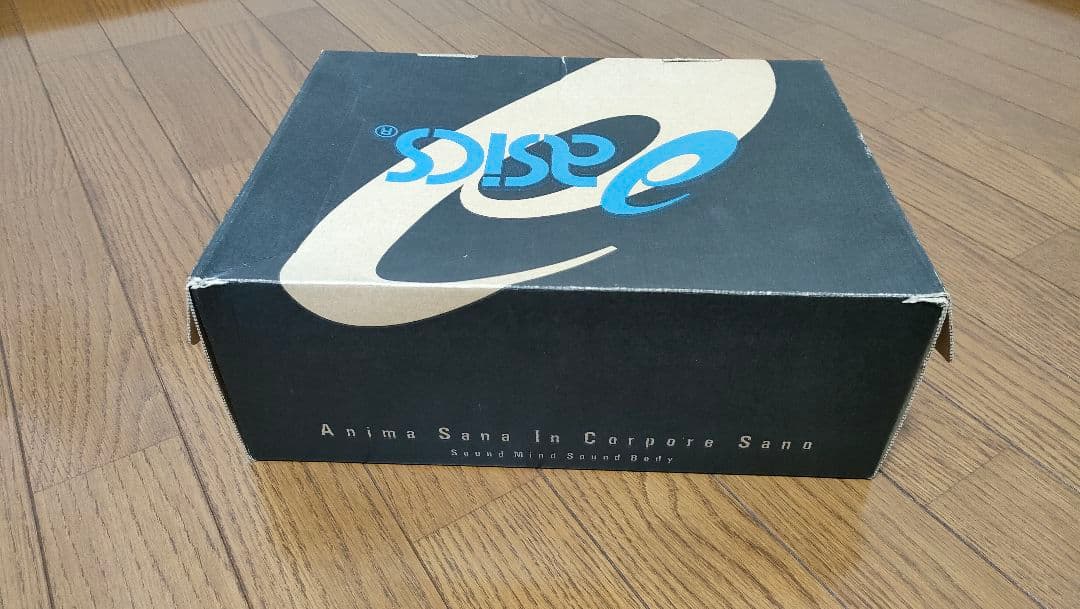 asics®
Anima Sana In Corpore Sano
Sound Mind Sound Body